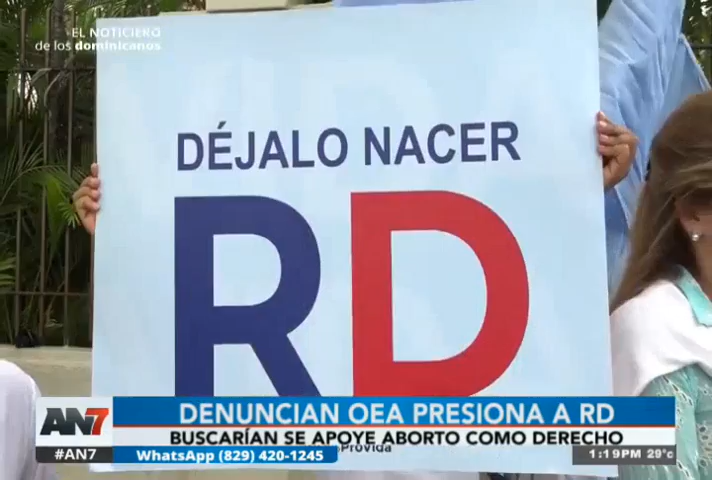 EL NOTICIERO
de los dominicanos
DÉJALO NACER
RD
AN7
DENUNCIAN OEA PRESIONA A RD
BUSCARÍAN SE APOYE ABORTO COMO DERECHO
#AN7
WhatsApp (829) 420-1245
ProVida
1:19PM 29°c